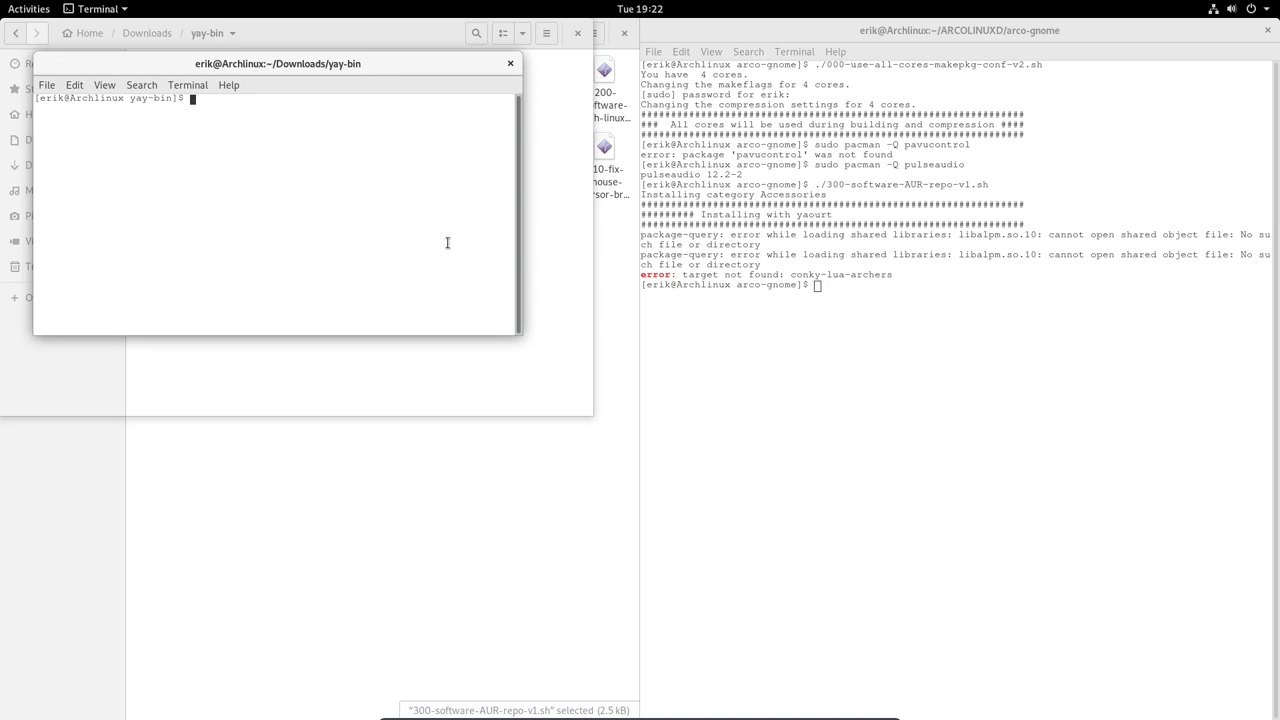 Activities
Terminal
Tue 19:22
Home
Downloads
yay-bin
erik@Archlinux:~/Downloads/yay-bin
File Edit View Search Terminal Help
[erik@Archlinux yay-bin]$
200-
ftware-
h-linux...
10-fix-
ouse-
rsor-br...
"300-software-AUR-repo-v1.sh" selected (2.5 kB)
erik@Archlinux:~/ARCOLINUXD/arco-gnome
File Edit View Search Terminal Help
[erik@Archlinux arco-gnome]$ ./000-use-all-cores-makepkg-conf-v2.sh
You have  4 cores.
Changing the makeflags for 4 cores.
[sudo] password for erik:
Changing the compression settings for 4 cores.
################################################################
###  All cores will be used during building and compression ####
################################################################
[erik@Archlinux arco-gnome]$ sudo pacman -Q pavucontrol
error: package 'pavucontrol' was not found
[erik@Archlinux arco-gnome]$ sudo pacman -Q pulseaudio
pulseaudio 12.2-2
[erik@Archlinux arco-gnome]$ ./300-software-AUR-repo-v1.sh
Installing category Accessories
################################################################
######### Installing with yaourt
################################################################
package-query: error while loading shared libraries: libalpm.so.10: cannot open shared object file: No su
ch file or directory
package-query: error while loading shared libraries: libalpm.so.10: cannot open shared object file: No su
ch file or directory
error: target not found: conky-lua-archers
[erik@Archlinux arco-gnome]$